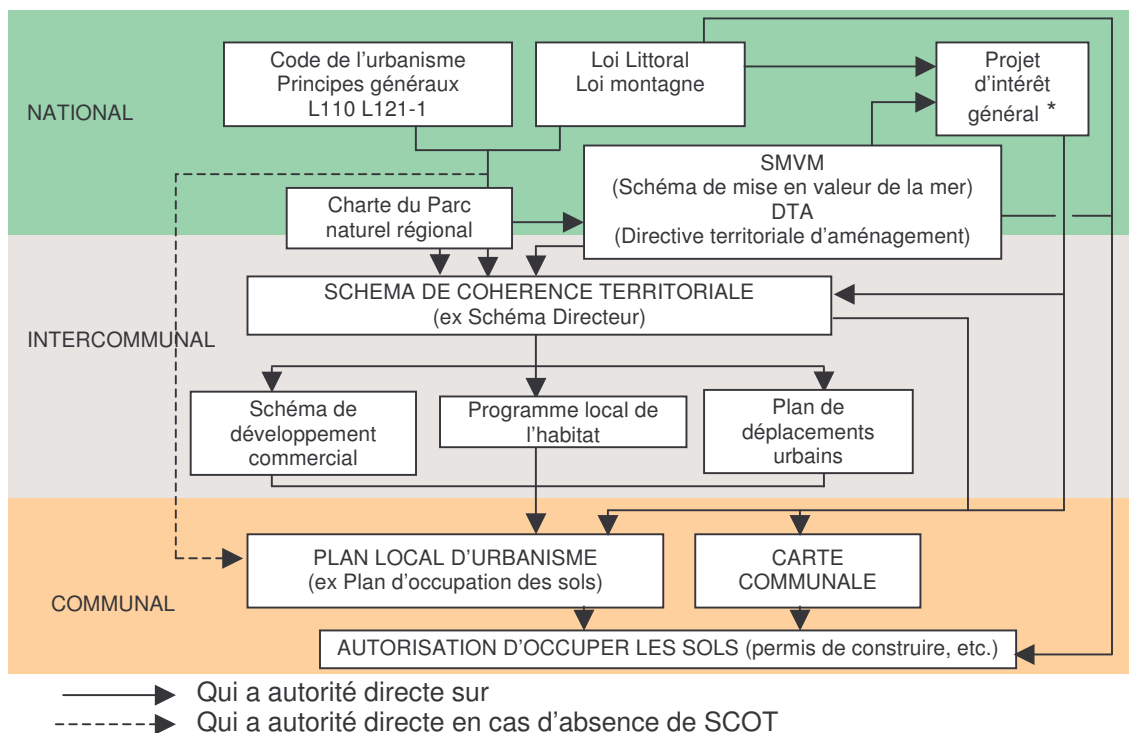 NATIONAL
Code de l’urbanisme
Principes généraux
L110 L121-1
Loi Littoral
Loi montagne
Projet
d’intérêt
général *
SMVM
(Schéma de mise en valeur de la mer)
DTA
(Directive territoriale d’aménagement)
Charte du Parc
naturel régional
INTERCOMMUNAL
SCHEMA DE COHERENCE TERRITORIALE
(ex Schéma Directeur)
Schéma de
développement
commercial
Programme local de
l’habitat
Plan de
déplacements
urbains
COMMUNAL
PLAN LOCAL D’URBANISME
(ex Plan d’occupation des sols)
CARTE
COMMUNALE
AUTORISATION D’OCCUPER LES SOLS (permis de construire, etc.)
Qui a autorité directe sur
Qui a autorité directe en cas d’absence de SCOT